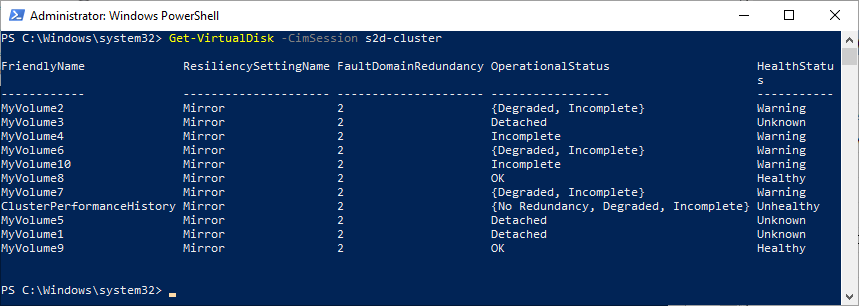 Administrator: Windows PowerShell
PS C:\Windows\system32> Get-VirtualDisk -CimSession s2d-cluster
FriendlyName ResiliencySettingName FaultDomainRedundancy OperationalStatus HealthStatu
s
------------ --------------------- --------------------- ----------------- -----------
MyVolume2 Mirror 2 {Degraded, Incomplete} Warning
MyVolume3 Mirror 2 Detached Unknown
MyVolume4 Mirror 2 Incomplete Warning
MyVolume6 Mirror 2 {Degraded, Incomplete} Warning
MyVolume10 Mirror 2 Incomplete Warning
MyVolume8 Mirror 2 OK Healthy
MyVolume7 Mirror 2 {Degraded, Incomplete} Warning
ClusterPerformanceHistory Mirror 2 {No Redundancy, Degraded, Incomplete} Unhealthy
MyVolume5 Mirror 2 Detached Unknown
MyVolume1 Mirror 2 Detached Unknown
MyVolume9 Mirror 2 OK Healthy
PS C:\Windows\system32> _